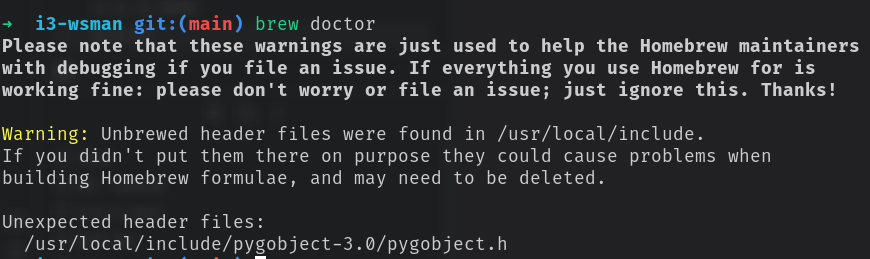 → i3-wsman git:(main) brew doctor
Please note that these warnings are just used to help the Homebrew maintainers
with debugging if you file an issue. If everything you use Homebrew for is
working fine: please don't worry or file an issue; just ignore this. Thanks!
Warning: Unbrewed header files were found in /usr/local/include.
If you didn't put them there on purpose they could cause problems when
building Homebrew formulae, and may need to be deleted.
Unexpected header files:
/usr/local/include/pygobject-3.0/pygobject.h